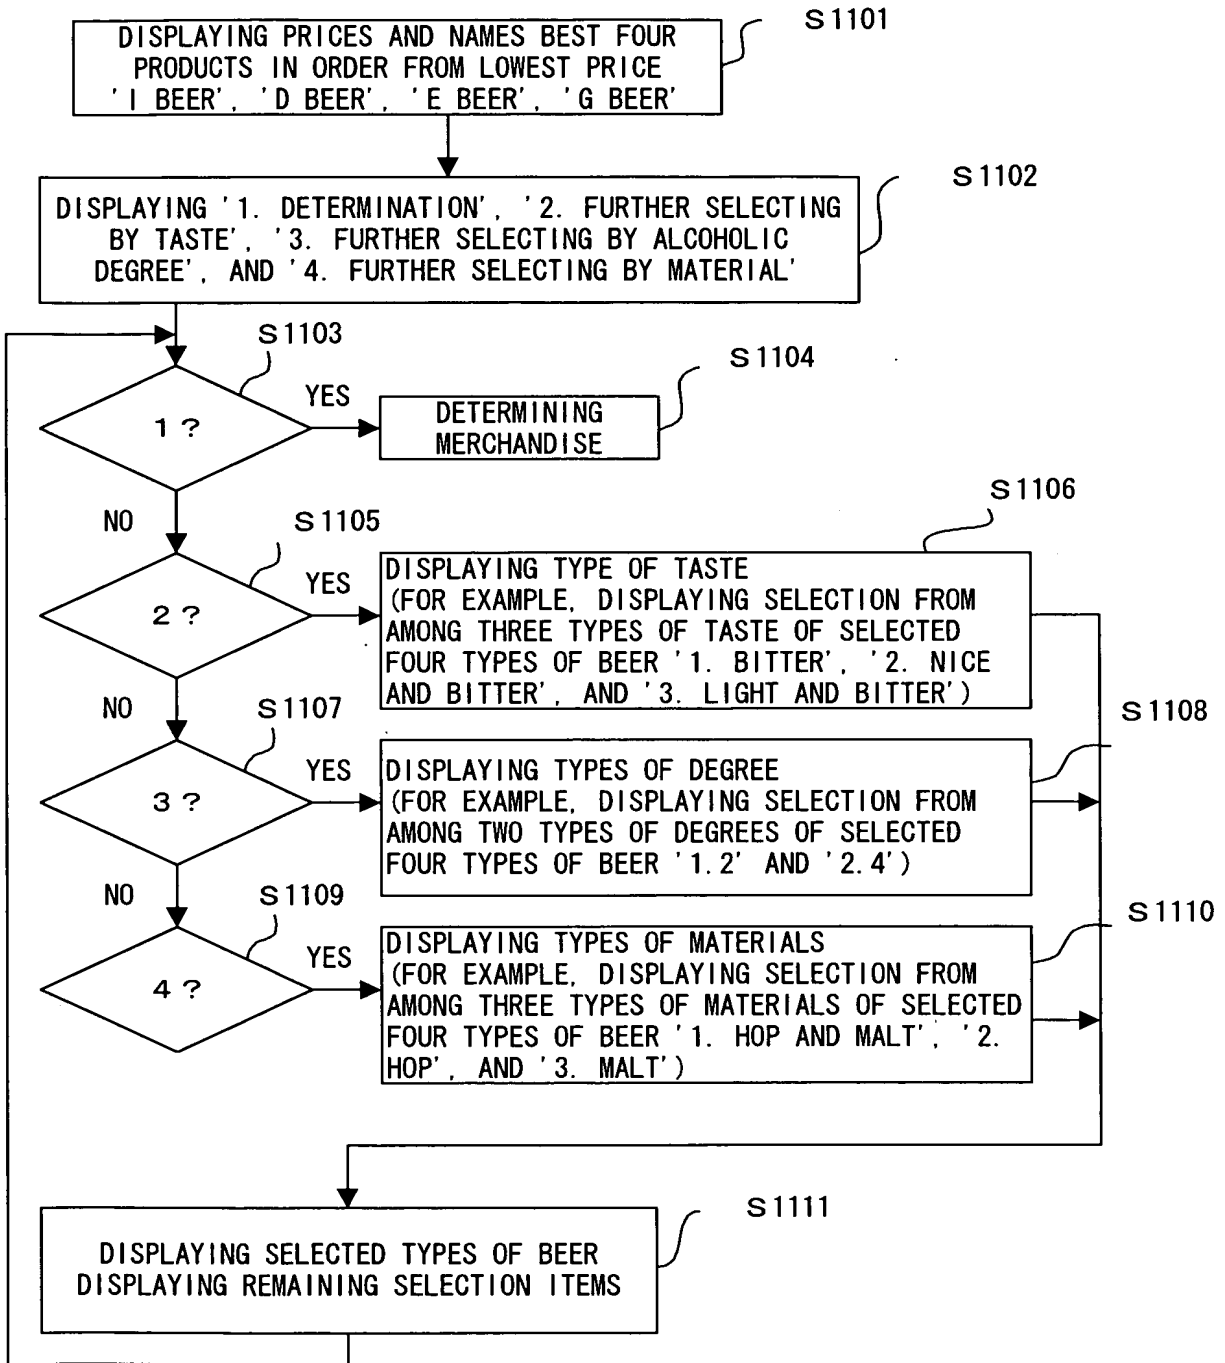 S1101
DISPLAYING PRICES AND NAMES BEST FOUR
PRODUCTS IN ORDER FROM LOWEST PRICE
'I BEER', 'D BEER', 'E BEER', 'G BEER'
S1102
DISPLAYING '1. DETERMINATION', '2. FURTHER SELECTING
BY TASTE', '3. FURTHER SELECTING BY ALCOHOLIC
DEGREE', AND '4. FURTHER SELECTING BY MATERIAL'
S1103
1 ?
YES
S1104
DETERMINING
MERCHANDISE
NO
S1105
2 ?
YES
S1106
DISPLAYING TYPE OF TASTE
(FOR EXAMPLE, DISPLAYING SELECTION FROM
AMONG THREE TYPES OF TASTE OF SELECTED
FOUR TYPES OF BEER '1. BITTER', '2. NICE
AND BITTER', AND '3. LIGHT AND BITTER')
NO
S1107
3 ?
YES
S1108
DISPLAYING TYPES OF DEGREE
(FOR EXAMPLE, DISPLAYING SELECTION FROM
AMONG TWO TYPES OF DEGREES OF SELECTED
FOUR TYPES OF BEER '1.2' AND '2.4')
NO
S1109
4 ?
YES
S1110
DISPLAYING TYPES OF MATERIALS
(FOR EXAMPLE, DISPLAYING SELECTION FROM
AMONG THREE TYPES OF MATERIALS OF SELECTED
FOUR TYPES OF BEER '1. HOP AND MALT', '2.
HOP', AND '3. MALT')
S1111
DISPLAYING SELECTED TYPES OF BEER
DISPLAYING REMAINING SELECTION ITEMS